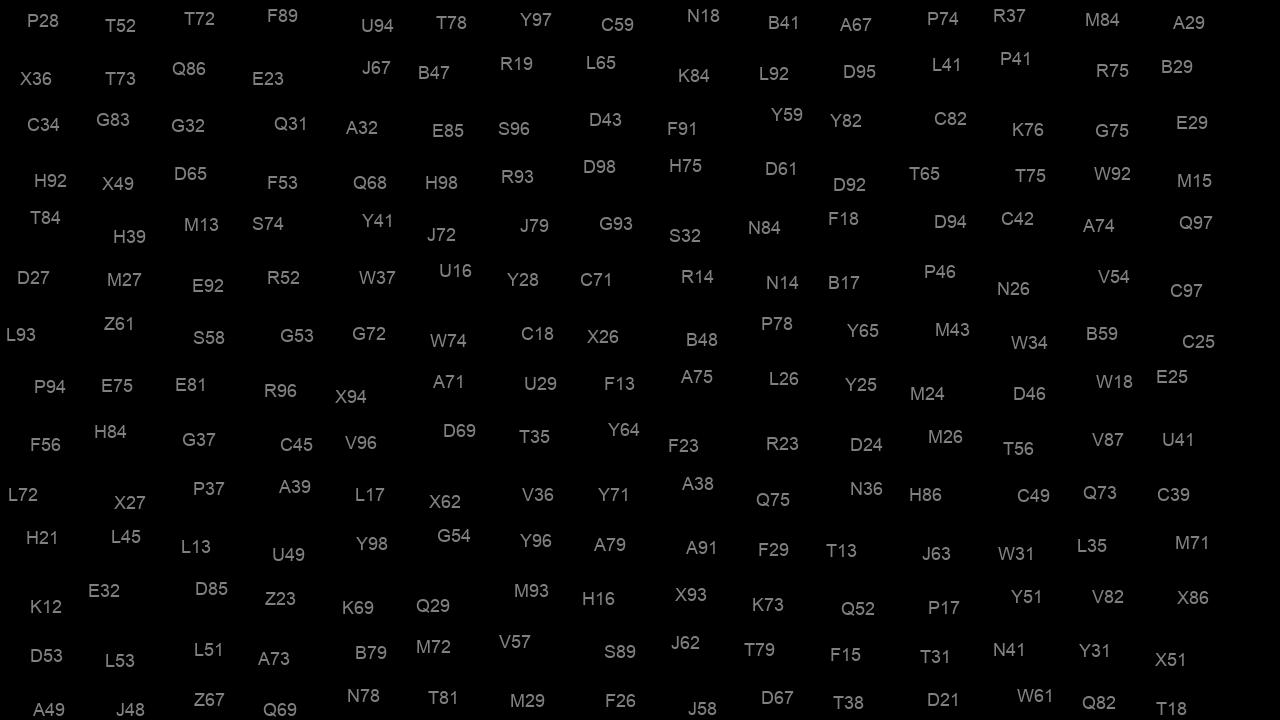 P28 T52 T72 F89 U94 T78 Y97 C59 N18 B41 A67 P74 R37 M84 A29
X36 T73 Q86 E23 J67 B47 R19 L65 K84 L92 D95 L41 P41 R75 B29
C34 G83 G32 Q31 A32 E85 S96 D43 F91 Y59 Y82 C82 K76 G75 E29
H92 X49 D65 F53 Q68 H98 R93 D98 H75 D61 D92 T65 T75 W92 M15
T84 H39 M13 S74 Y41 J72 J79 G93 S32 N84 F18 D94 C42 A74 Q97
D27 M27 E92 R52 W37 U16 Y28 C71 R14 N14 B17 P46 N26 V54 C97
L93 Z61 S58 G53 G72 W74 C18 X26 B48 P78 Y65 M43 W34 B59 C25
P94 E75 E81 R96 X94 A71 U29 F13 A75 L26 Y25 M24 D46 W18 E25
F56 H84 G37 C45 V96 D69 T35 Y64 F23 R23 D24 M26 T56 V87 U41
L72 X27 P37 A39 L17 X62 V36 Y71 A38 Q75 N36 H86 C49 Q73 C39
H21 L45 L13 U49 Y98 G54 Y96 A79 A91 F29 T13 J63 W31 L35 M71
K12 E32 D85 Z23 K69 Q29 M93 H16 X93 K73 Q52 P17 Y51 V82 X86
D53 L53 L51 A73 B79 M72 V57 S89 J62 T79 F15 T31 N41 Y31 X51
A49 J48 Z67 Q69 N78 T81 M29 F26 J58 D67 T38 D21 W61 Q82 T18